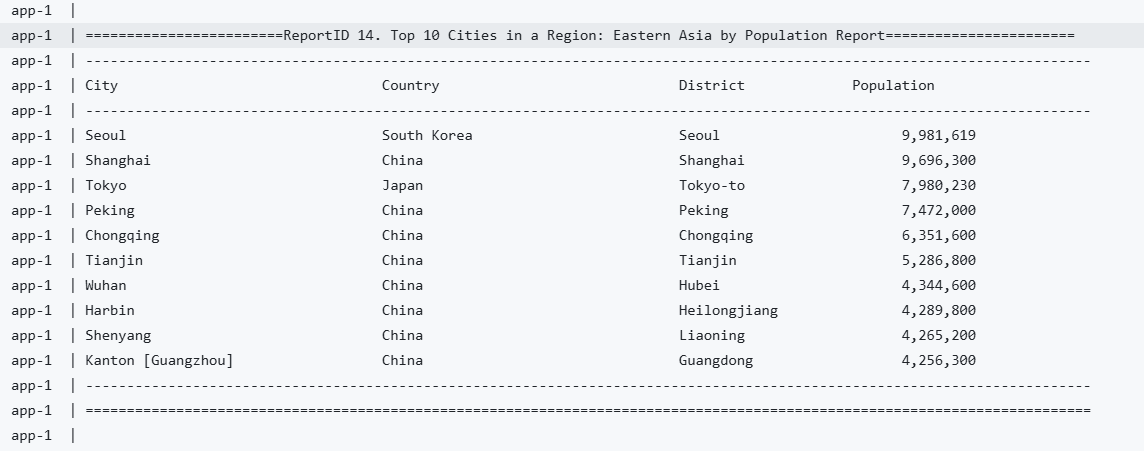 app-1 |
app-1 | ========================ReportID 14. Top 10 Cities in a Region: Eastern Asia by Population Report=======================
app-1 | --------------------------------------------------------------------------------------------------------------------------
app-1 | City Country District Population
app-1 | --------------------------------------------------------------------------------------------------------------------------
app-1 | Seoul South Korea Seoul 9,981,619
app-1 | Shanghai China Shanghai 9,696,300
app-1 | Tokyo Japan Tokyo-to 7,980,230
app-1 | Peking China Peking 7,472,000
app-1 | Chongqing China Chongqing 6,351,600
app-1 | Tianjin China Tianjin 5,286,800
app-1 | Wuhan China Hubei 4,344,600
app-1 | Harbin China Heilongjiang 4,289,800
app-1 | Shenyang China Liaoning 4,265,200
app-1 | Kanton [Guangzhou] China Guangdong 4,256,300
app-1 | --------------------------------------------------------------------------------------------------------------------------
app-1 | ==========================================================================================================================
app-1 |